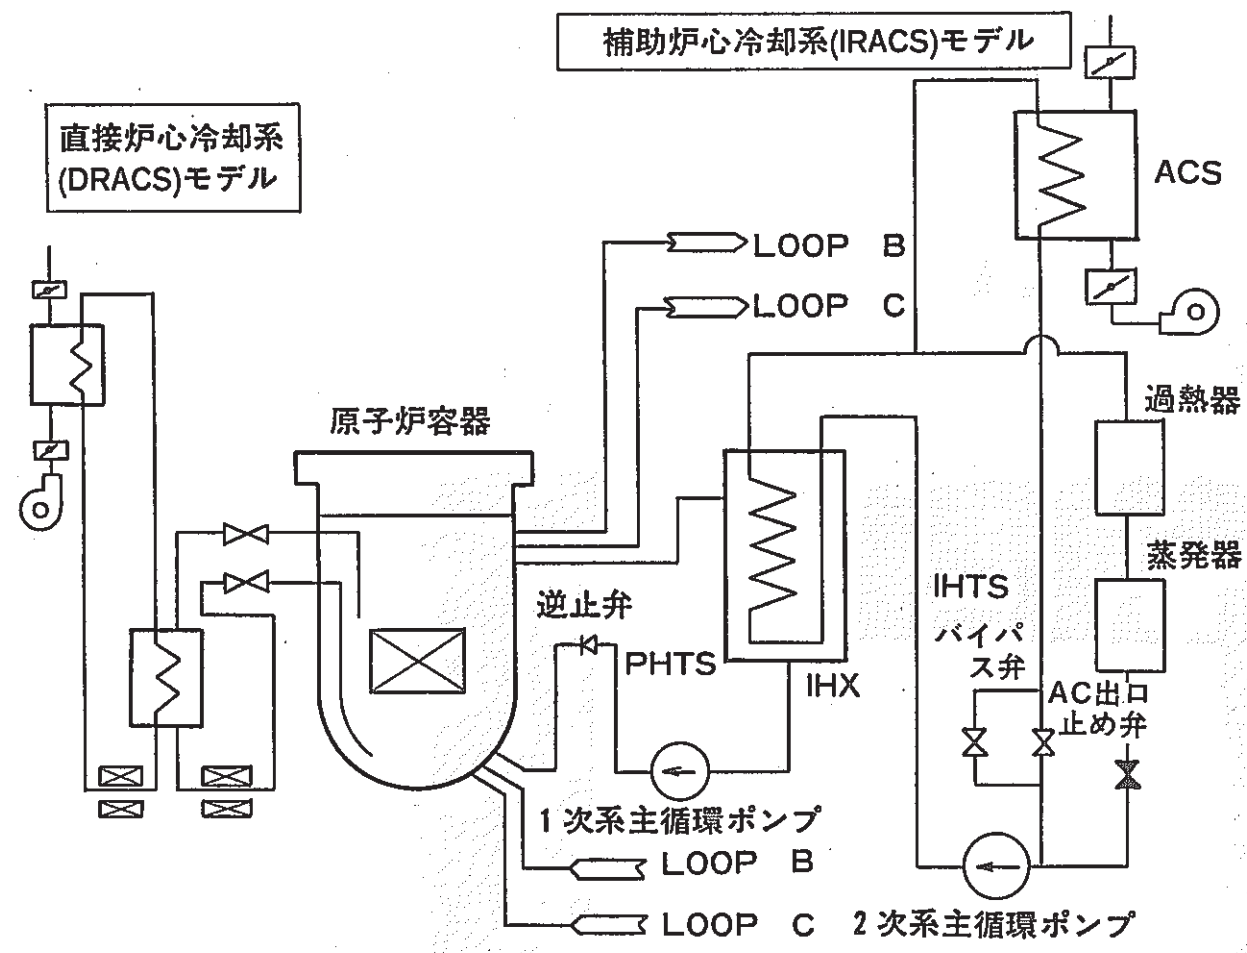 補助炉心冷却系(IRACS)モデル
直接炉心冷却系
(DRACS)モデル
ACS
LOOP B
LOOP C
過熱器
原子炉容器
蒸発器
IHTS
バイパ
ス弁
逆止弁
PHTS
IHX
AC出口
止め弁
1次系主循環ポンプ
LOOP B
LOOP C
2次系主循環ポンプ